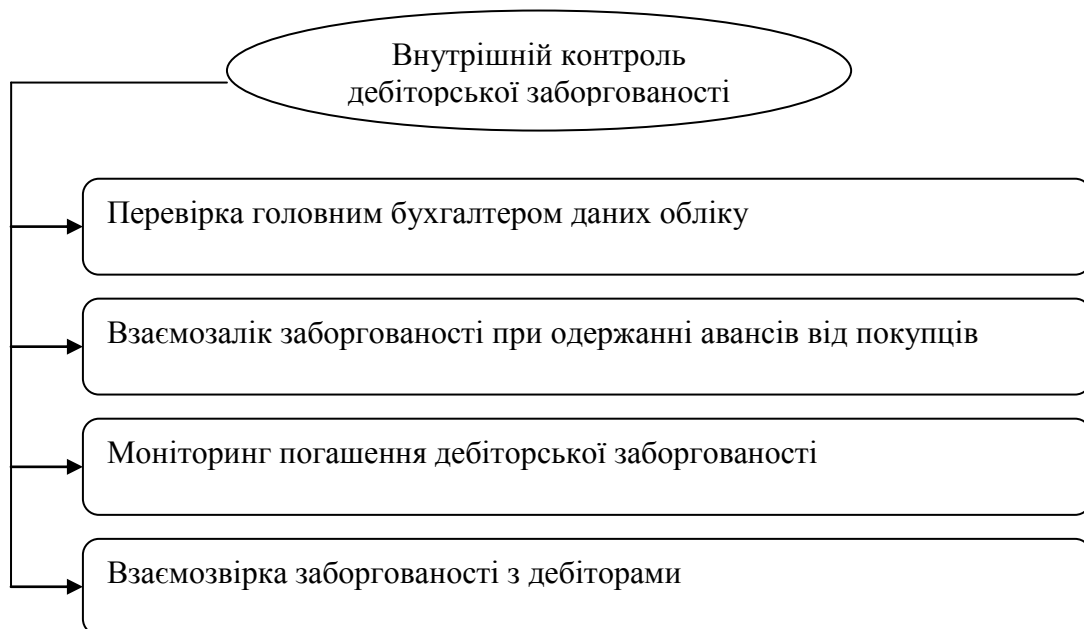 Внутрішній контроль
дебіторської заборгованості
Перевірка головним бухгалтером даних обліку
Взаємозалік заборгованості при одержанні авансів від покупців
Моніторинг погашення дебіторської заборгованості
Взаємозвірка заборгованості з дебіторами